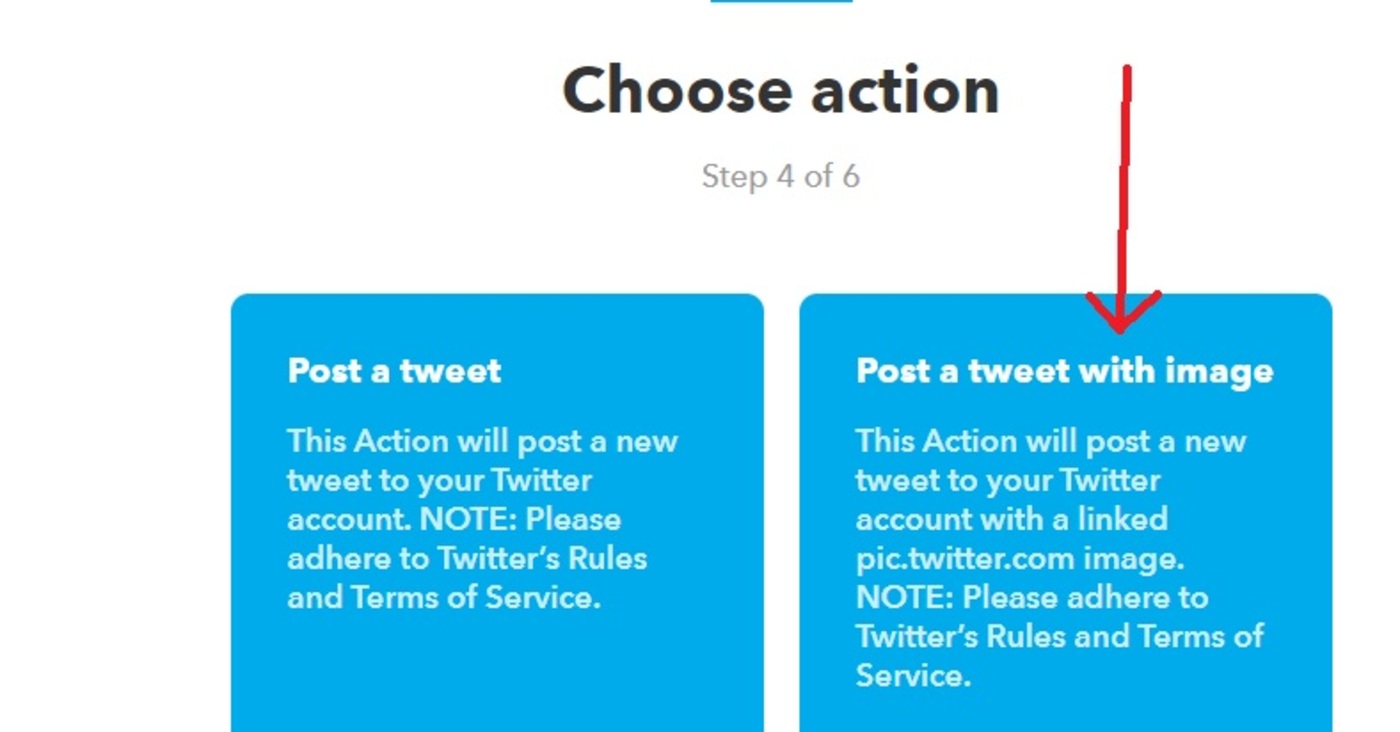 Choose action
Step 4 of 6
Post a tweet
This Action will post a new
tweet to your Twitter
account. NOTE: Please
adhere to Twitter’s Rules
and Terms of Service.
Post a tweet with image
This Action will post a new
tweet to your Twitter
account with a linked
pic.twitter.com image.
NOTE: Please adhere to
Twitter’s Rules and Terms of
Service.